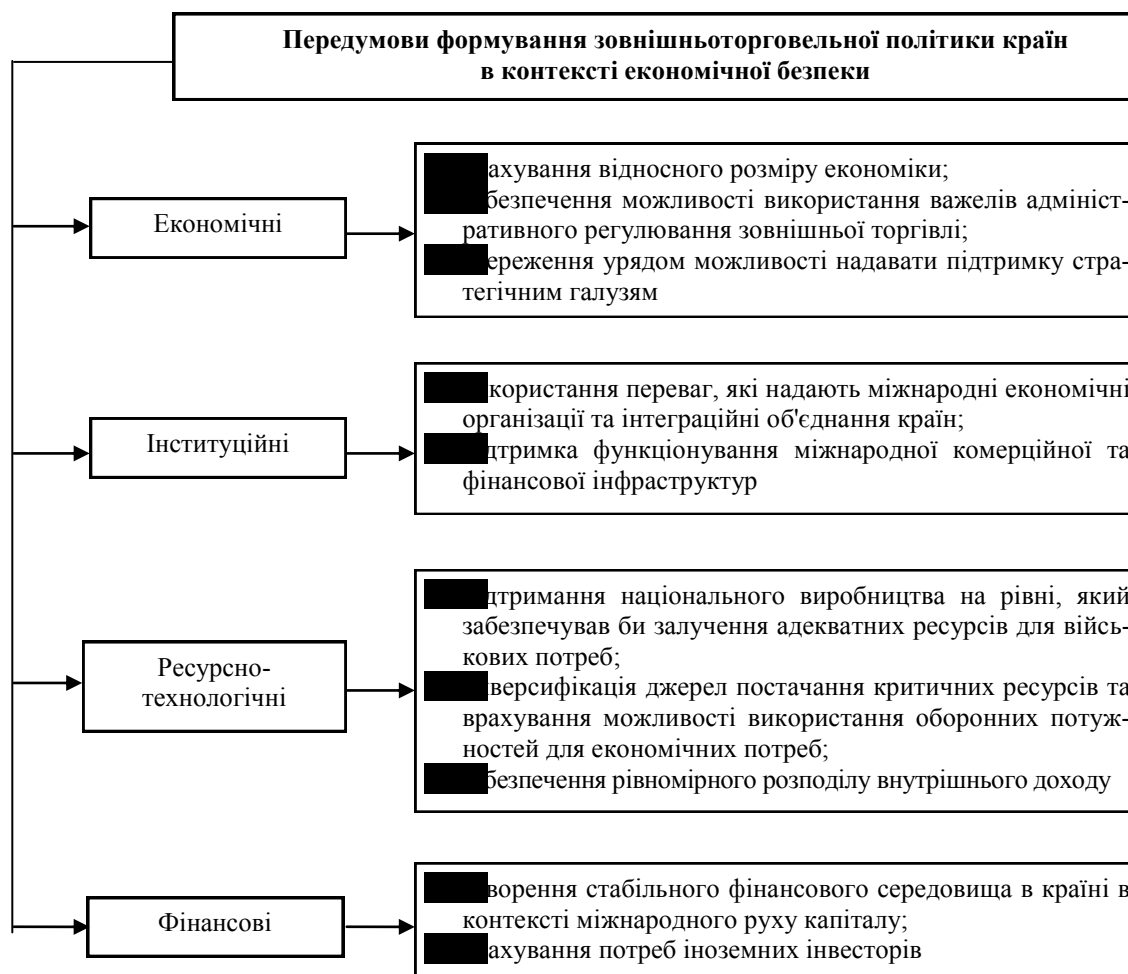 Передумови формування зовнішньоторговельної політики країн
в контексті економічної безпеки
Економічні
ахування відносного розміру економіки;
безпечення можливості використання важелів адмініст-
ративного регулювання зовнішньої торгівлі;
ереження урядом можливості надавати підтримку стра-
тегічним галузям
Інституційні
користання переваг, які надають міжнародні економічні
організації та інтеграційні об'єднання країн;
дтримка функціонування міжнародної комерційної та
фінансової інфраструктур
Ресурсно-
технологічні
дтримання національного виробництва на рівні, який
забезпечував би залучення адекватних ресурсів для війсь-
кових потреб;
версифікація джерел постачання критичних ресурсів та
врахування можливості використання оборонних потуж-
ностей для економічних потреб;
безпечення рівномірного розподілу внутрішнього доходу
Фінансові
ворення стабільного фінансового середовища в країні в
контексті міжнародного руху капіталу;
ахування потреб іноземних інвесторів